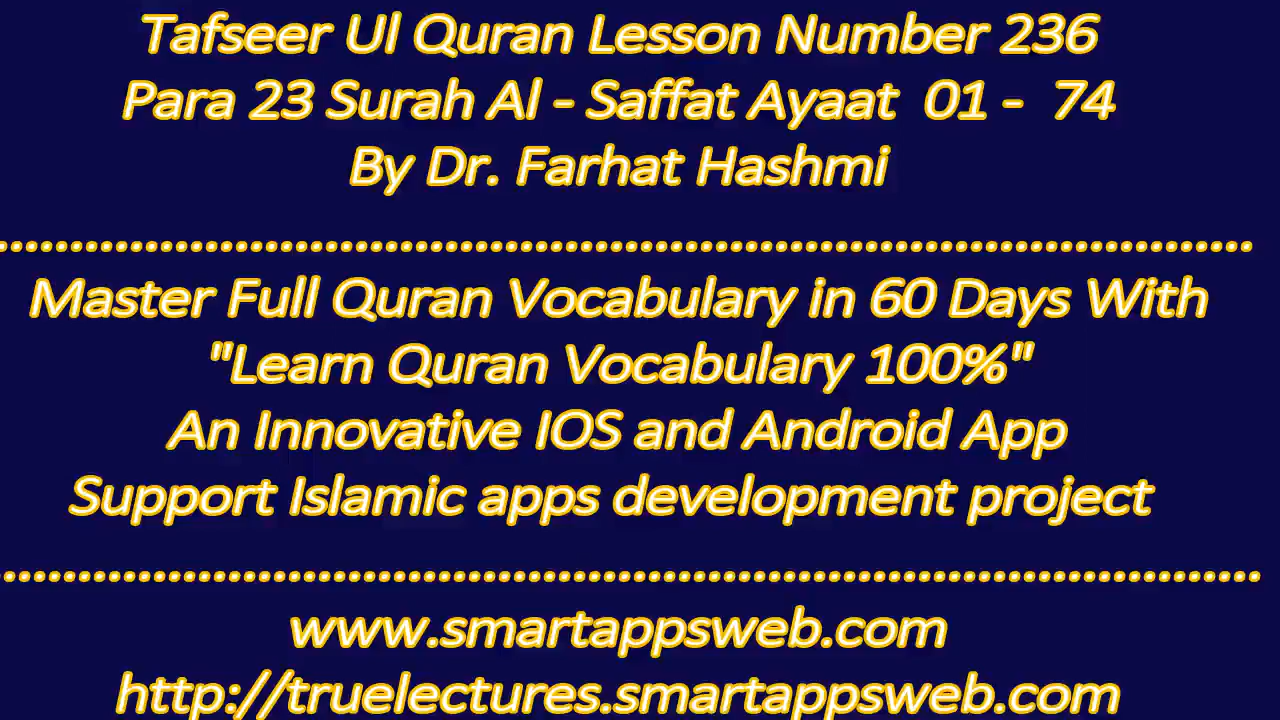 Tafseer Ul Quran Lesson Number 236
Para 23 Surah Al - Saffat Ayaat 01 - 74
By Dr. Farhat Hashmi
Master Full Quran Vocabulary in 60 Days With
"Learn Quran Vocabulary 100%"
An Innovative IOS and Android App
Support Islamic apps development project
www.smartappsweb.com
http://truelectures.smartappsweb.com